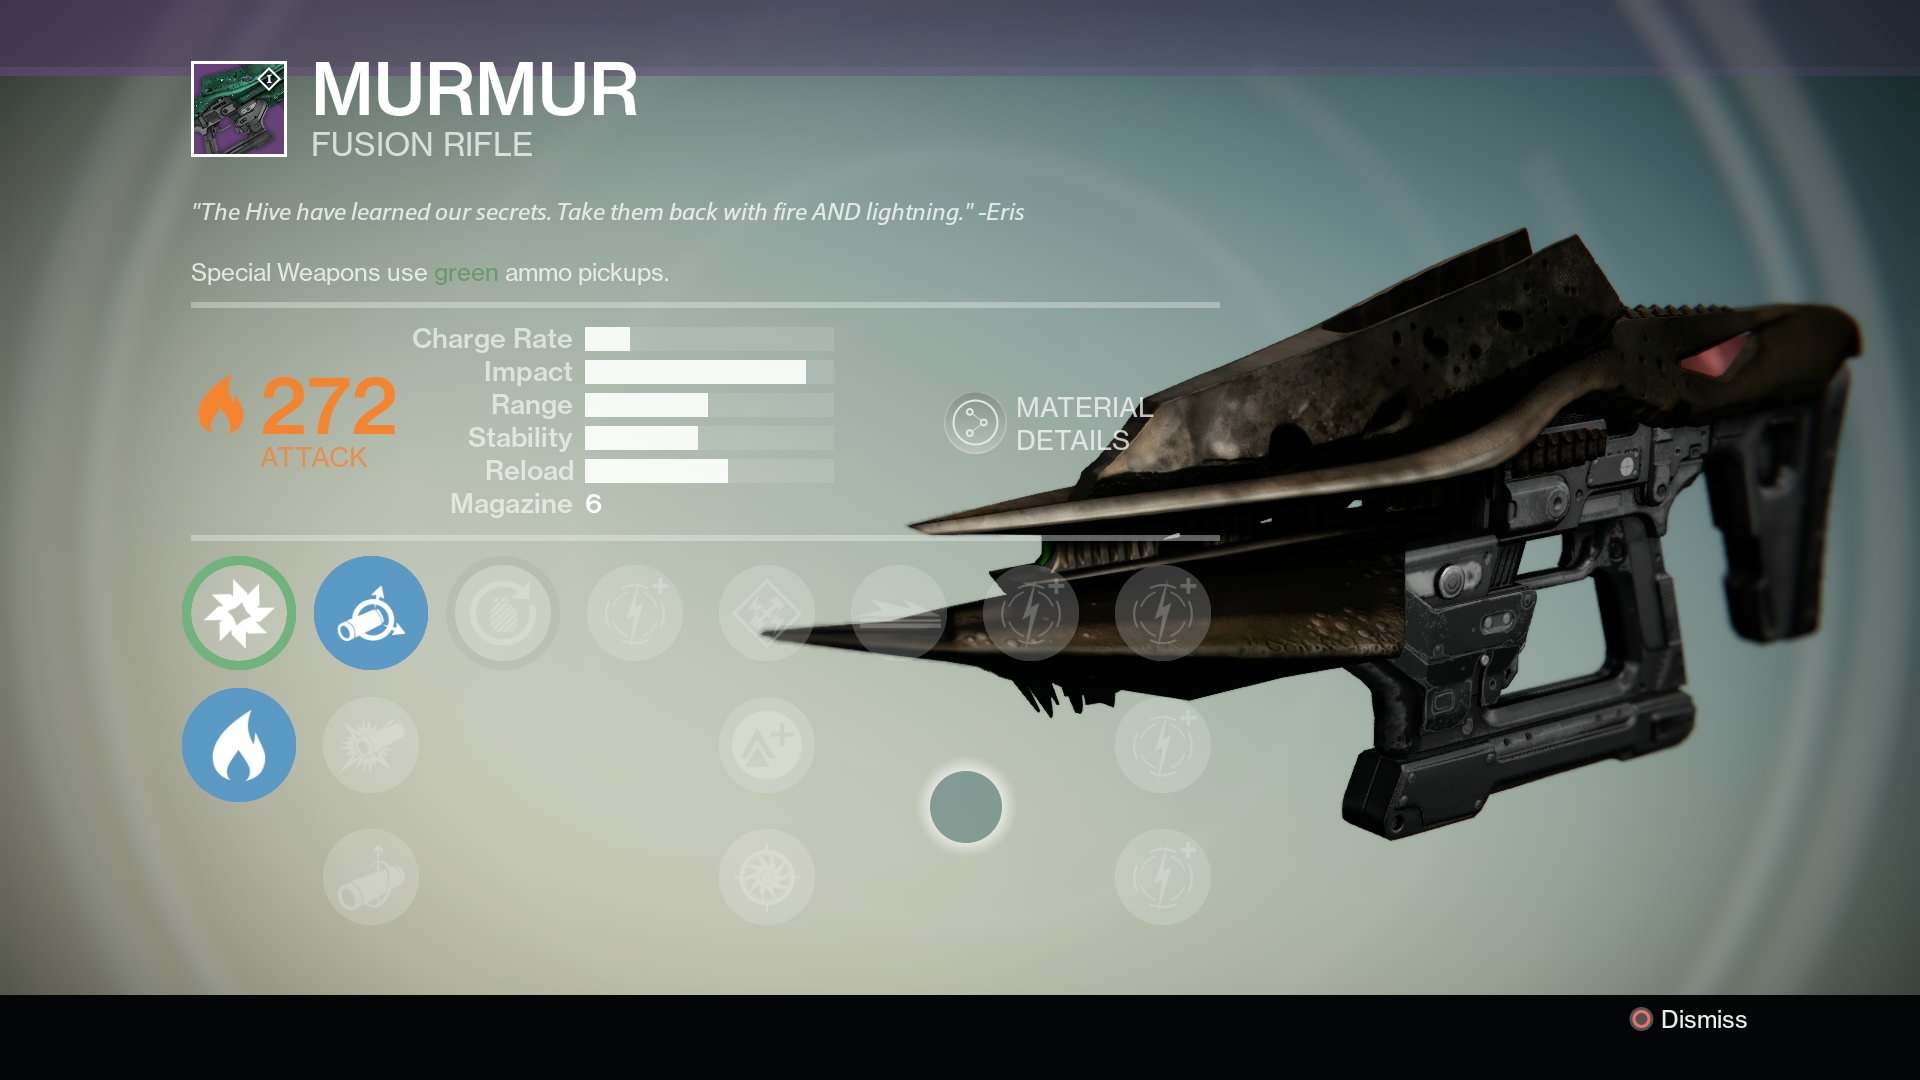 MURMUR
FUSION RIFLE
"The Hive have learned our secrets. Take them back with fire AND lightning." -Eris
Special Weapons use green ammo pickups.
272
ATTACK
Charge Rate
Impact
Range
Stability
Reload
Magazine 6
MATERIAL
DETAILS
Dismiss